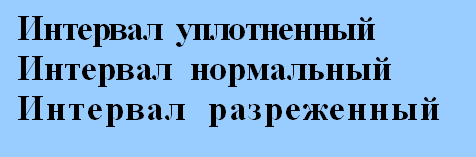 Интервал уплотненный
Интервал нормальный
Интервал разреженный